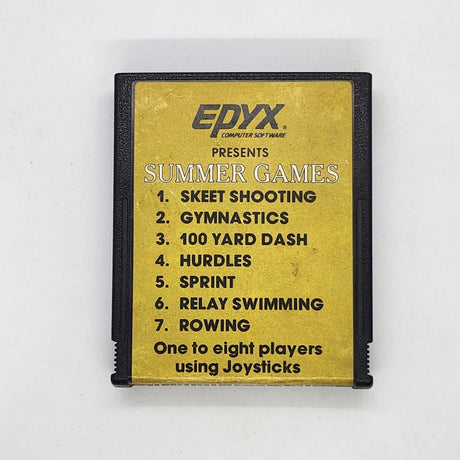 EPYX®
COMPUTER SOFTWARE
PRESENTS
SUMMER GAMES
1. SKEET SHOOTING
2. GYMNASTICS
3. 100 YARD DASH
4. HURDLES
5. SPRINT
6. RELAY SWIMMING
7. ROWING
One to eight players
using Joysticks